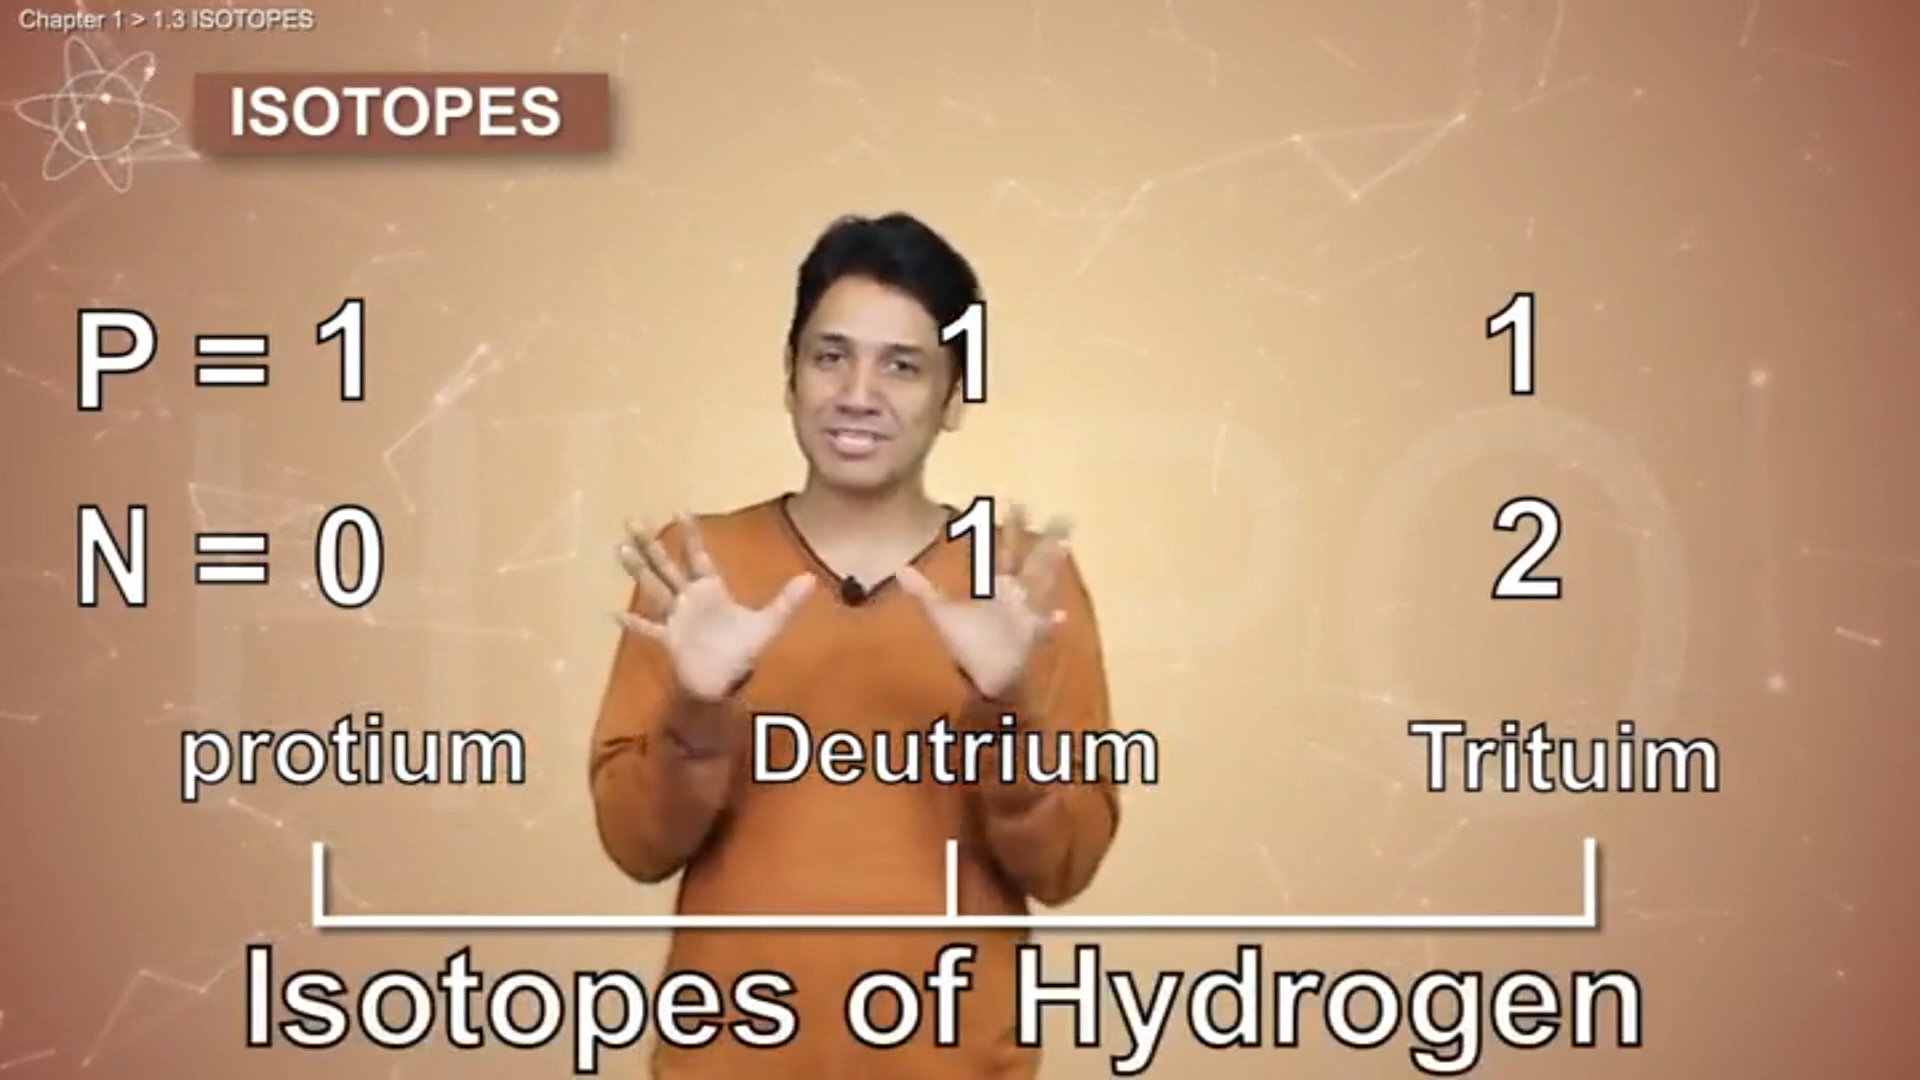 Chapter 1 > 1.3 ISOTOPES
ISOTOPES
P = 1 1 1
N = 0 1 2
protium Deutrium Trituim
Isotopes of Hydrogen